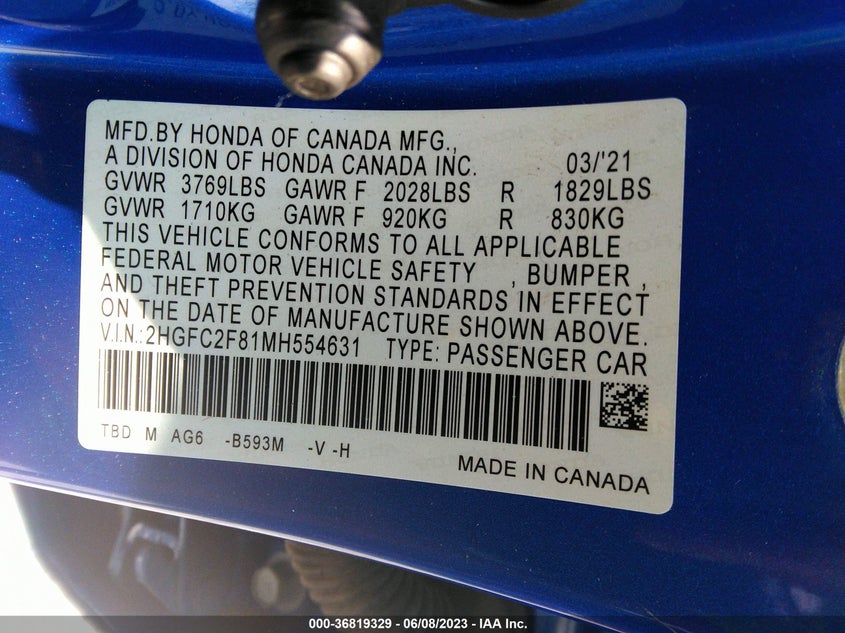 MFD.BY HONDA OF CANADA MFG.,
A DIVISION OF HONDA CANADA INC. 03/'21
GVWR 3769LBS GAWR F 2028LBS R 1829LBS
GVWR 1710KG GAWR F 920KG R 830KG
THIS VEHICLE CONFORMS TO ALL APPLICABLE
FEDERAL MOTOR VEHICLE SAFETY , BUMPER ,
AND THEFT PREVENTION STANDARDS IN EFFECT
ON THE DATE OF MANUFACTURE SHOWN ABOVE.
V.I.N.:2HGFC2F81MH554631 TYPE: PASSENGER CAR
TBD M AG6 -B593M -V -H
MADE IN CANADA
000-36819329 - 06/08/2023 - IAA Inc.